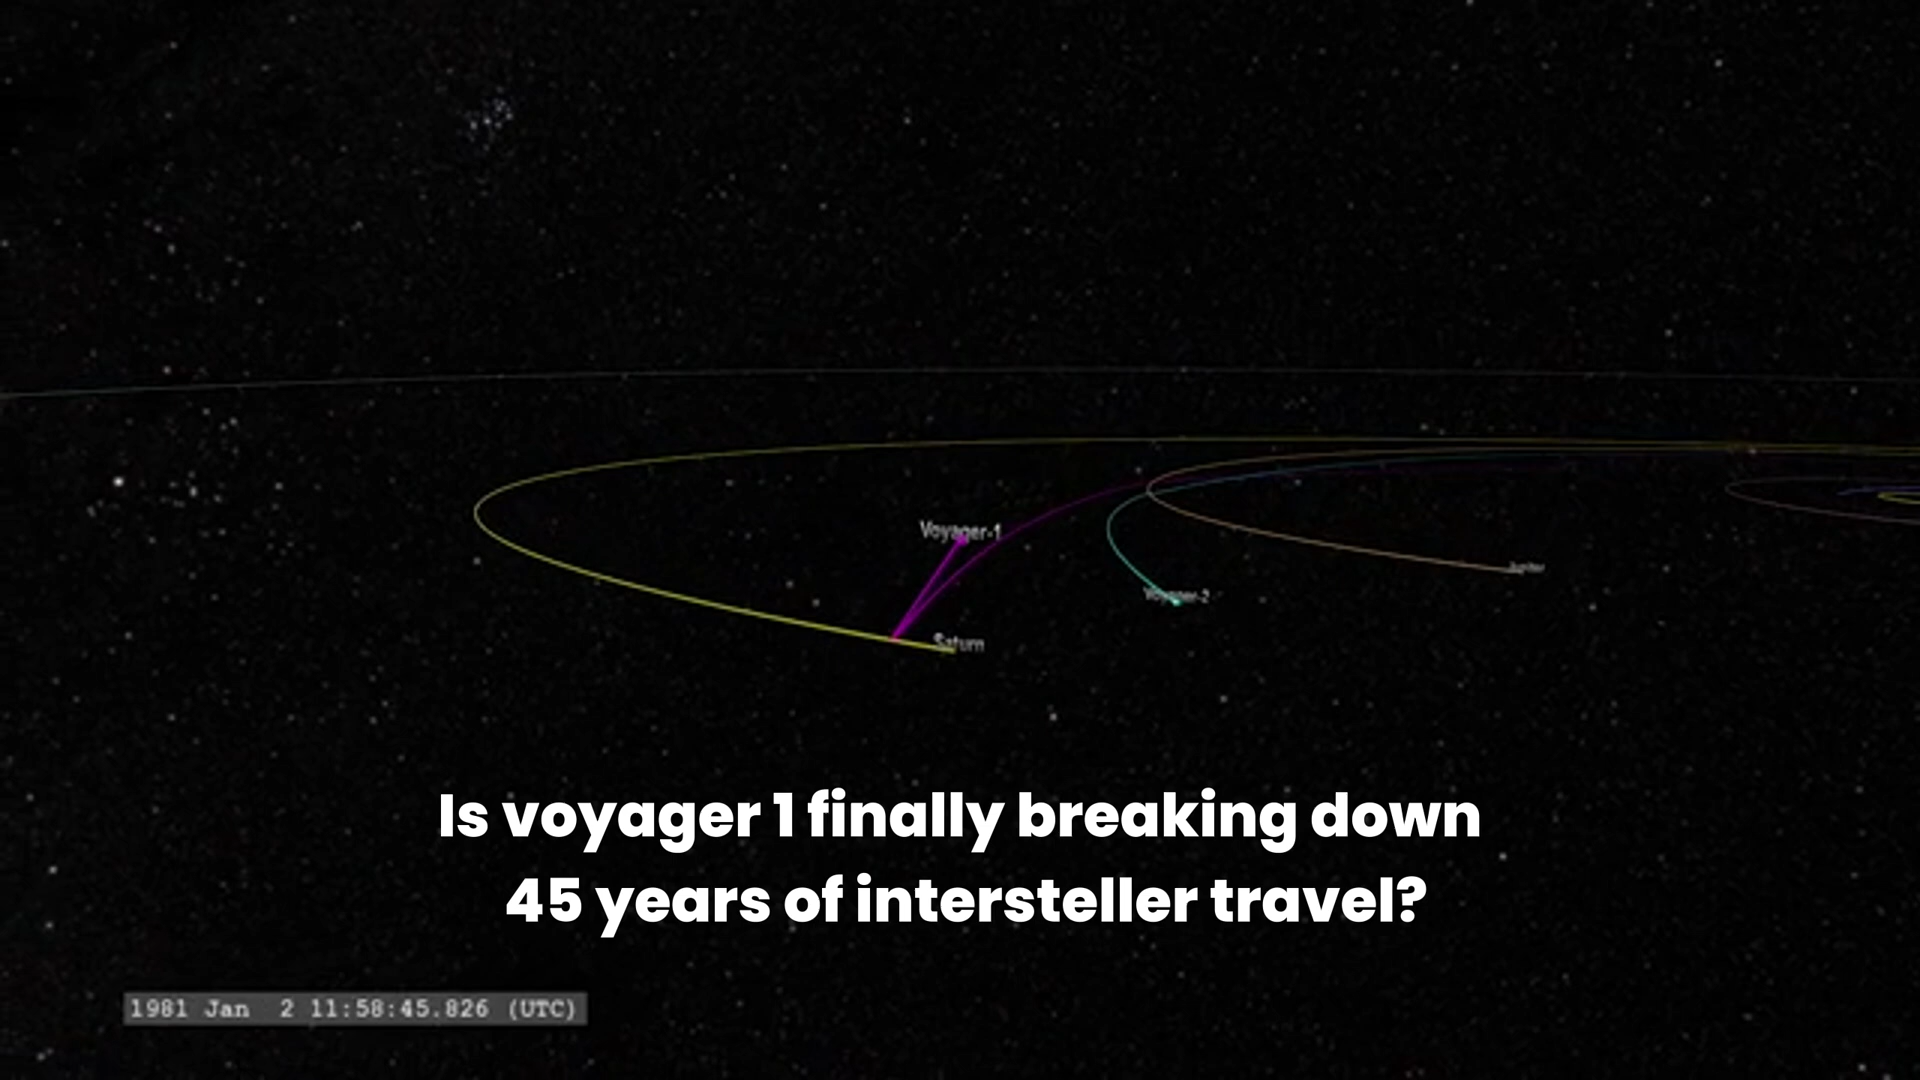 Voyager-1
Voyager-2
Jupiter
Saturn
Is voyager 1 finally breaking down
45 years of intersteller travel?
1981 Jan  2 11:58:45.826 (UTC)